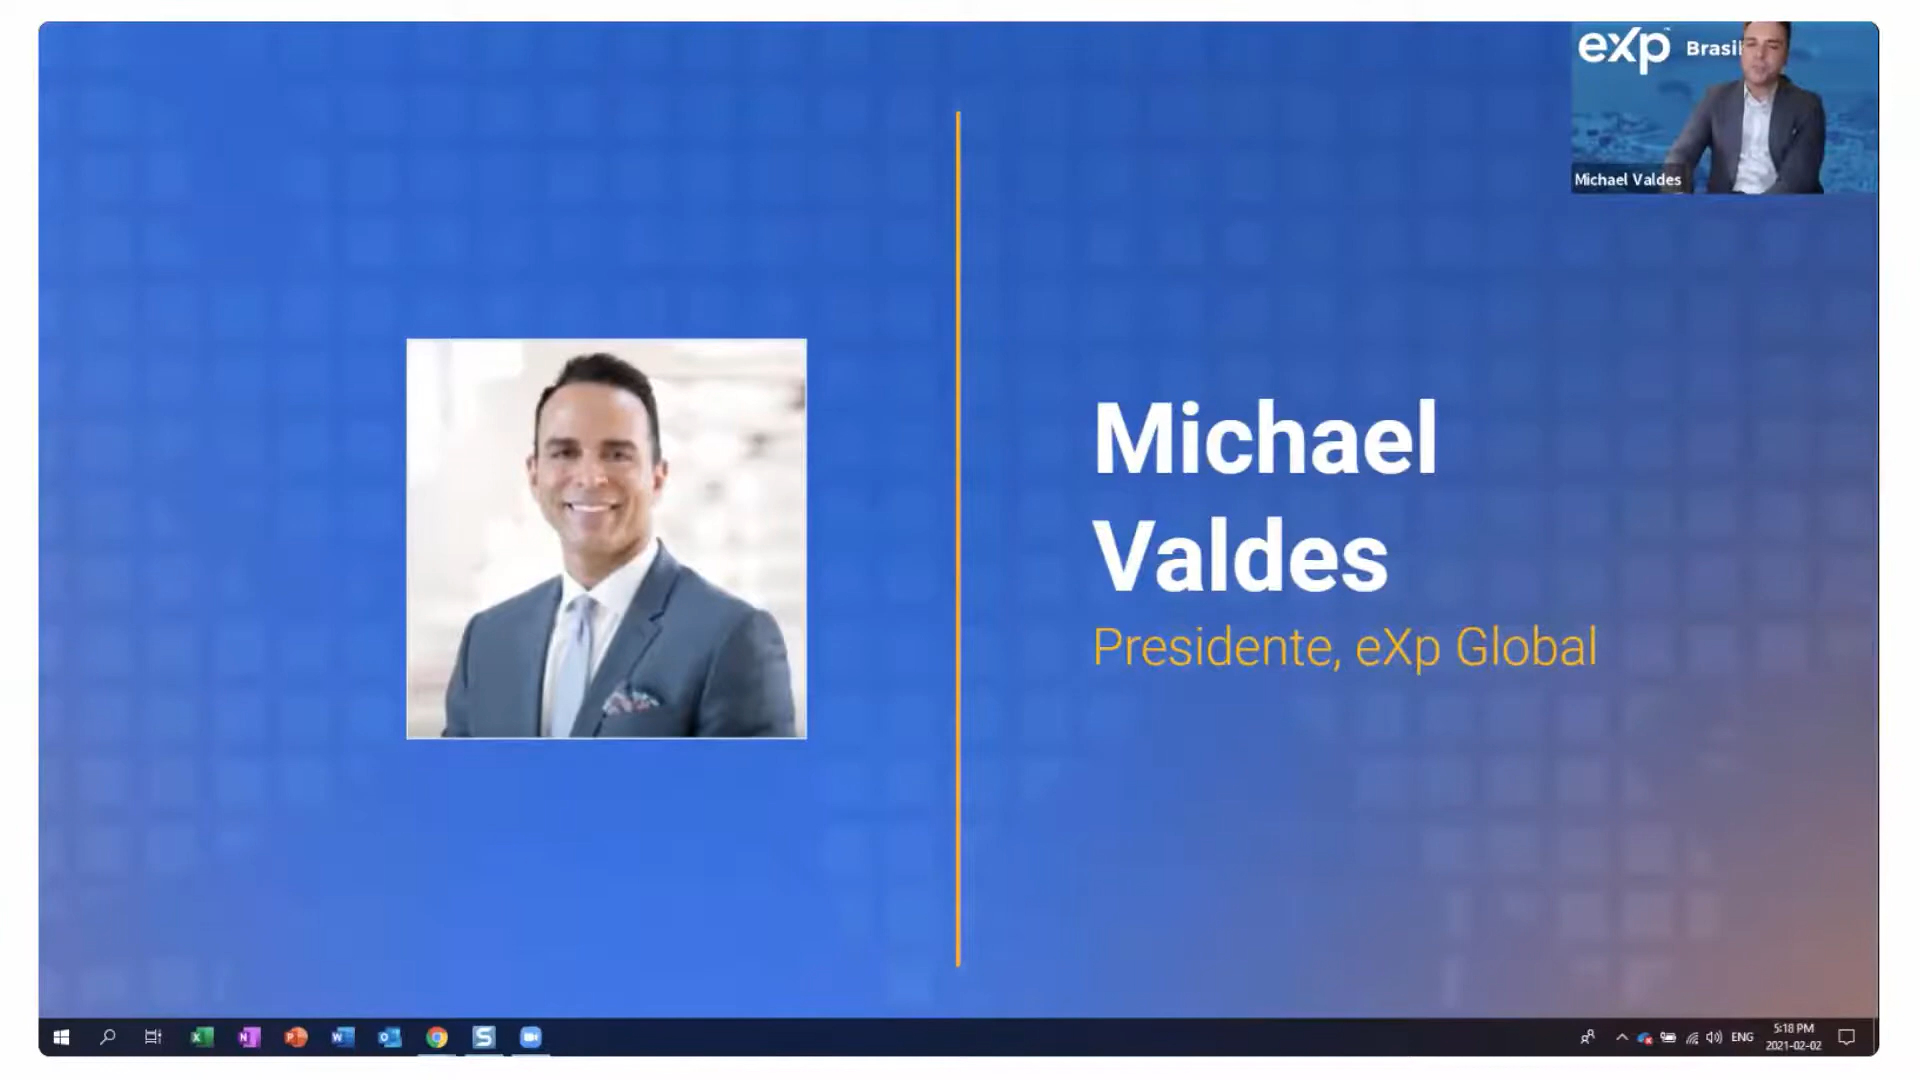 eXp Brasil
Michael Valdes
Michael
Valdes
Presidente, eXp Global
ENG
5:18 PM
2021-02-02